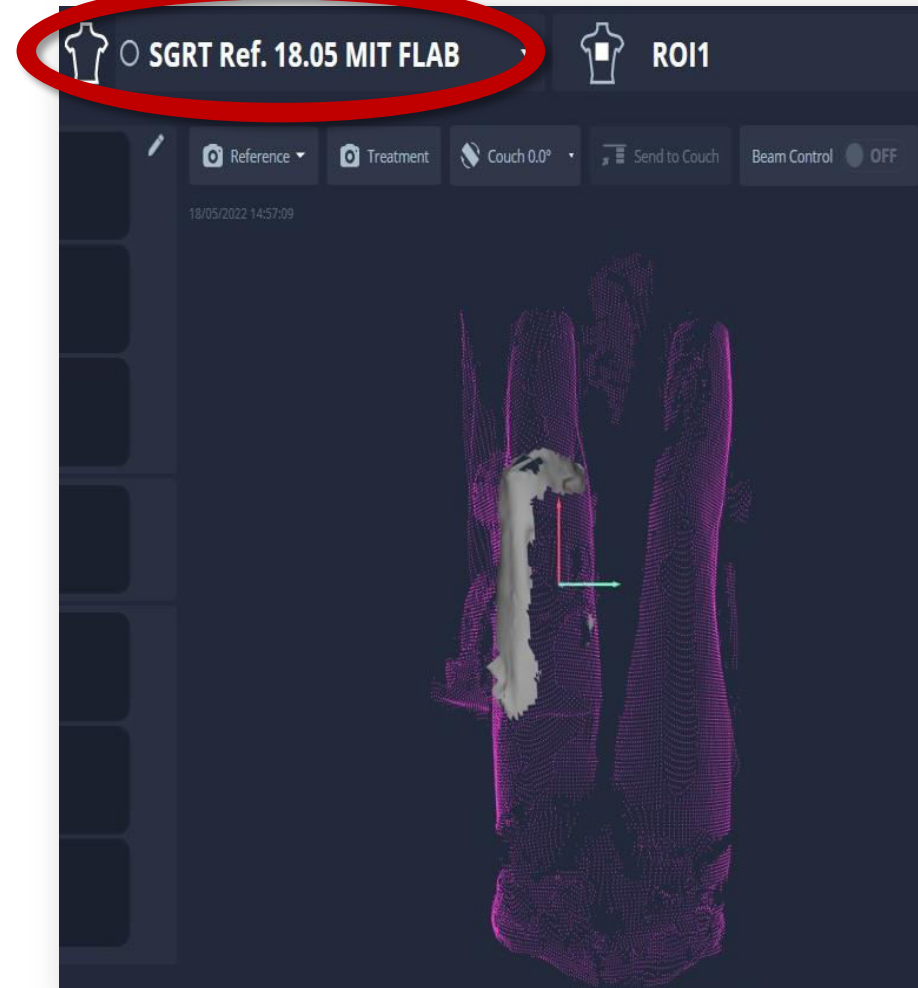 SGRT Ref. 18.05 MIT FLAB
ROI1
Reference
Treatment
Couch 0.0°
Send to Couch
Beam Control
OFF
18/05/2022 14:57:09